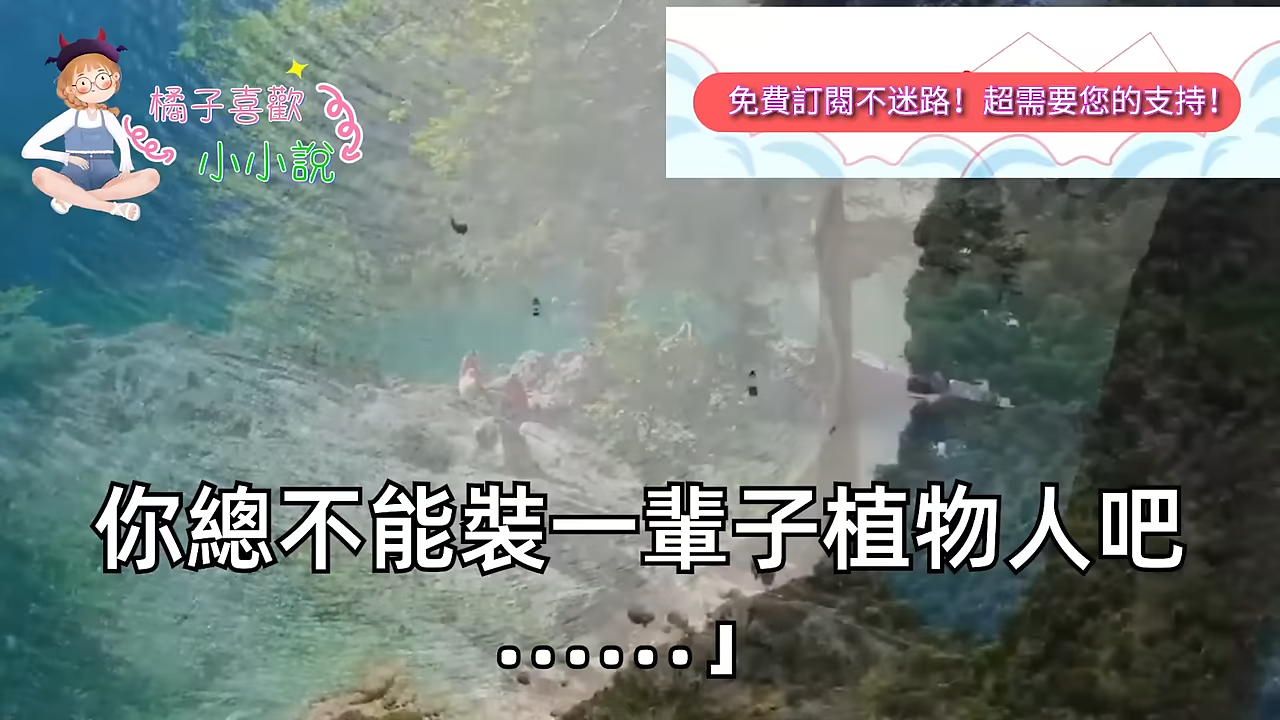 橘子喜歡
小小說
免費訂閱不迷路！超需要您的支持！
你總不能裝一輩子植物人吧
......」